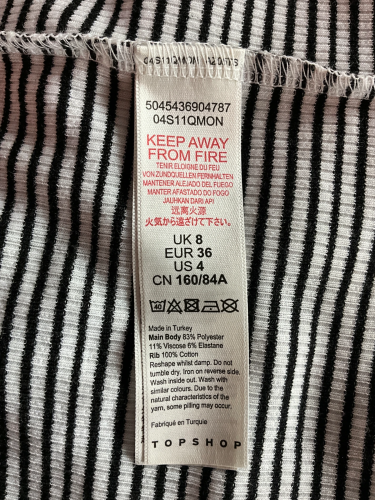 04S11QMON
5045436904787
04S11QMON
KEEP AWAY
FROM FIRE
TENIR ELOIGNE DU FEU
VON ZUNDQUELLEN FERNHALTEN
MANTENER ALEJADO DEL FUEGO
MANTER AFASTADO DO FOGO
JAUHKAN DARI API
远离火源
火気から遠ざけて下さい。
UK 8
EUR 36
US 4
CN 160/84A
40
Made in Turkey
Main Body 83% Polyester
11% Viscose 6% Elastane
Rib 100% Cotton
Reshape whilst damp. Do not
tumble dry. Iron on reverse side.
Wash inside out. Wash with
similar colours. Due to the
natural characteristics of the
yarn, some pilling may occur.
Fabriqué en Turquie
TOPSHOP